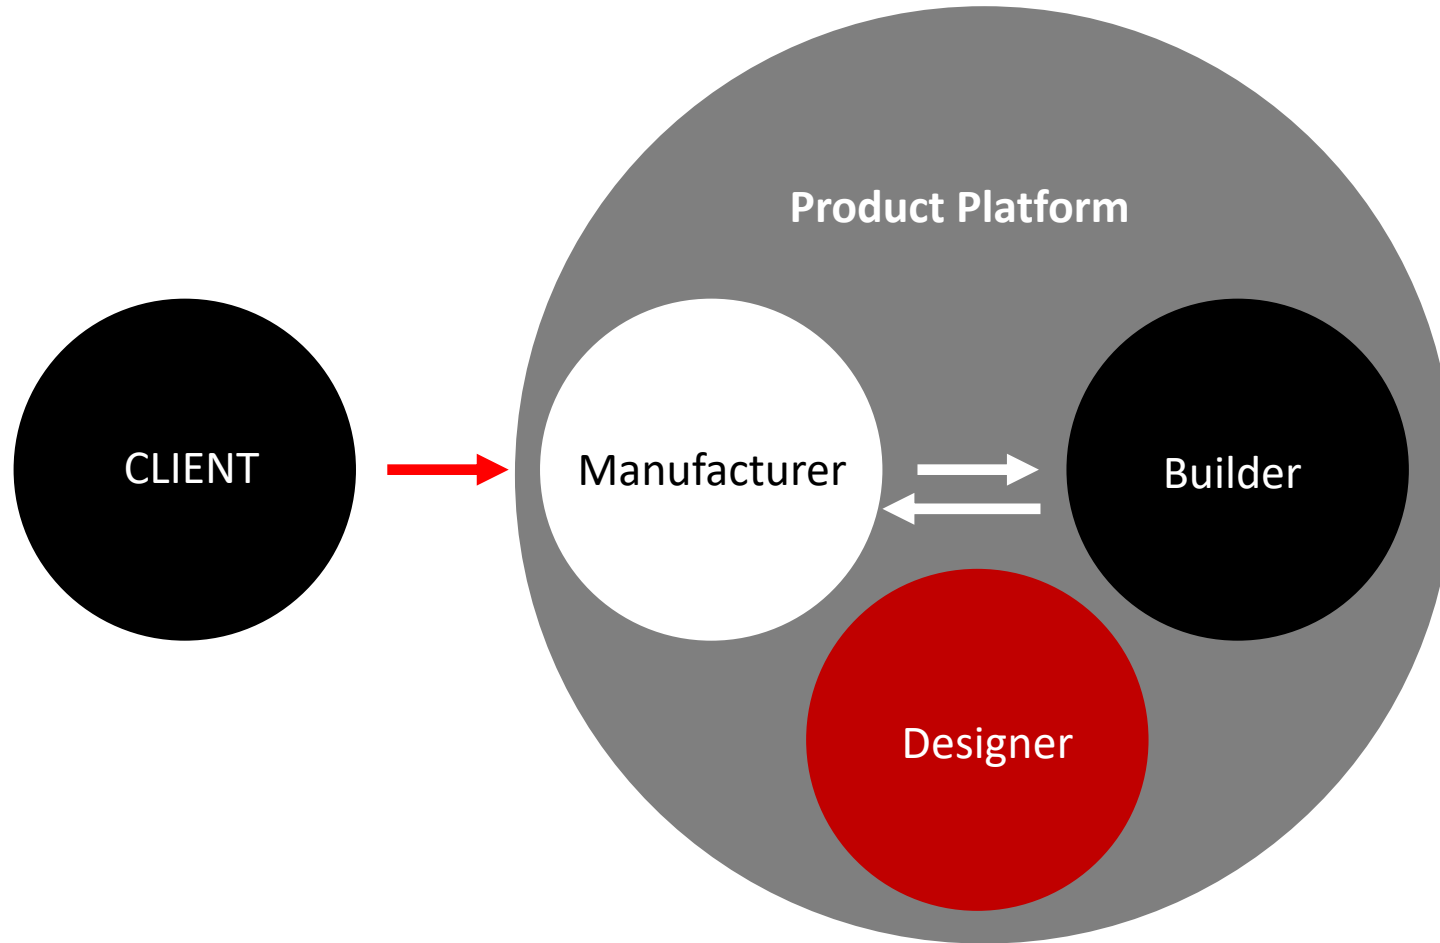 Product Platform
CLIENT
Manufacturer
Builder
Designer